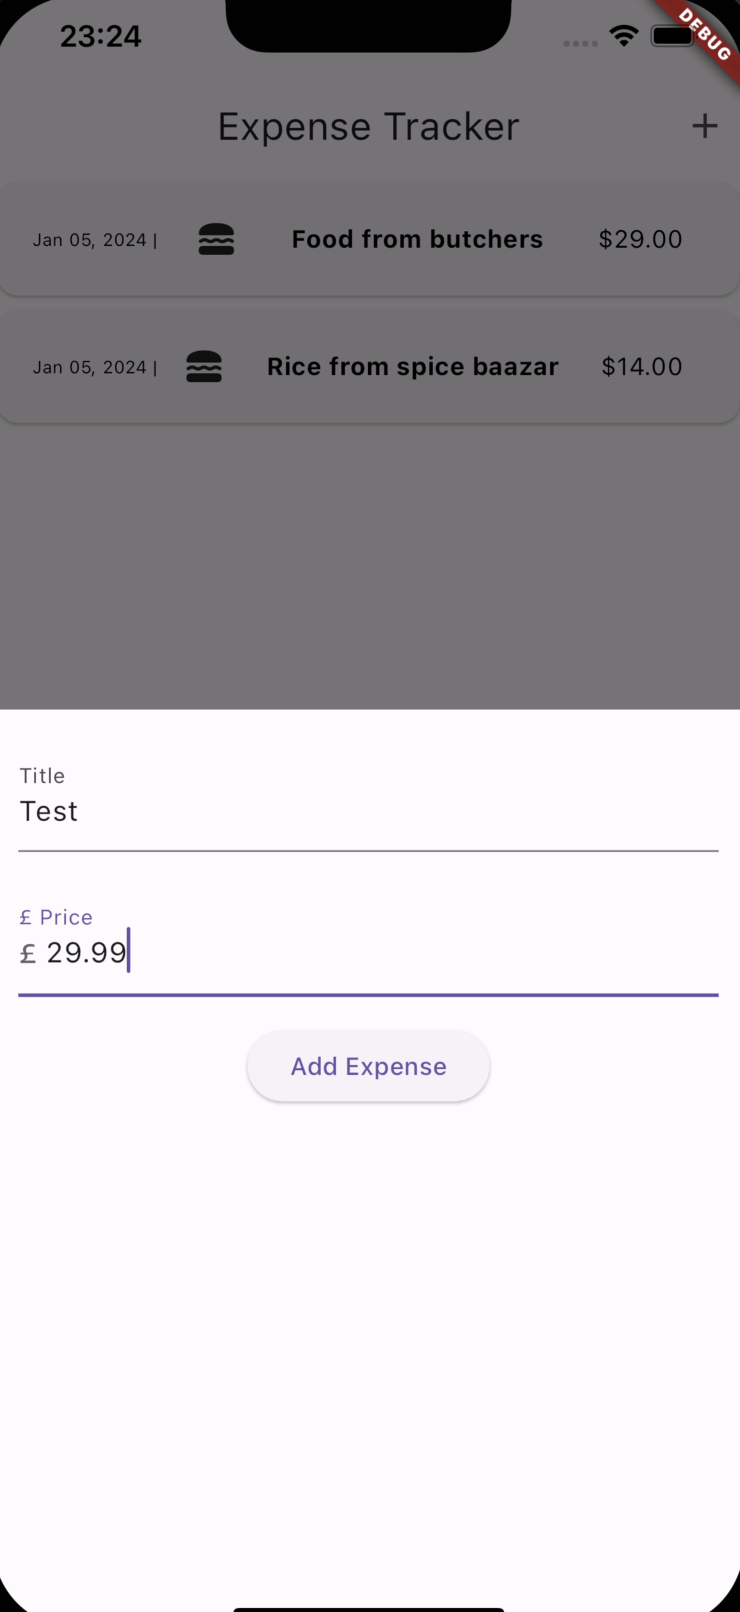 23:24
DEBUG
Expense Tracker +
Jan 05, 2024 | Food from butchers $29.00
Jan 05, 2024 | Rice from spice baazar $14.00
Title
Test
£ Price
£ 29.99
Add Expense